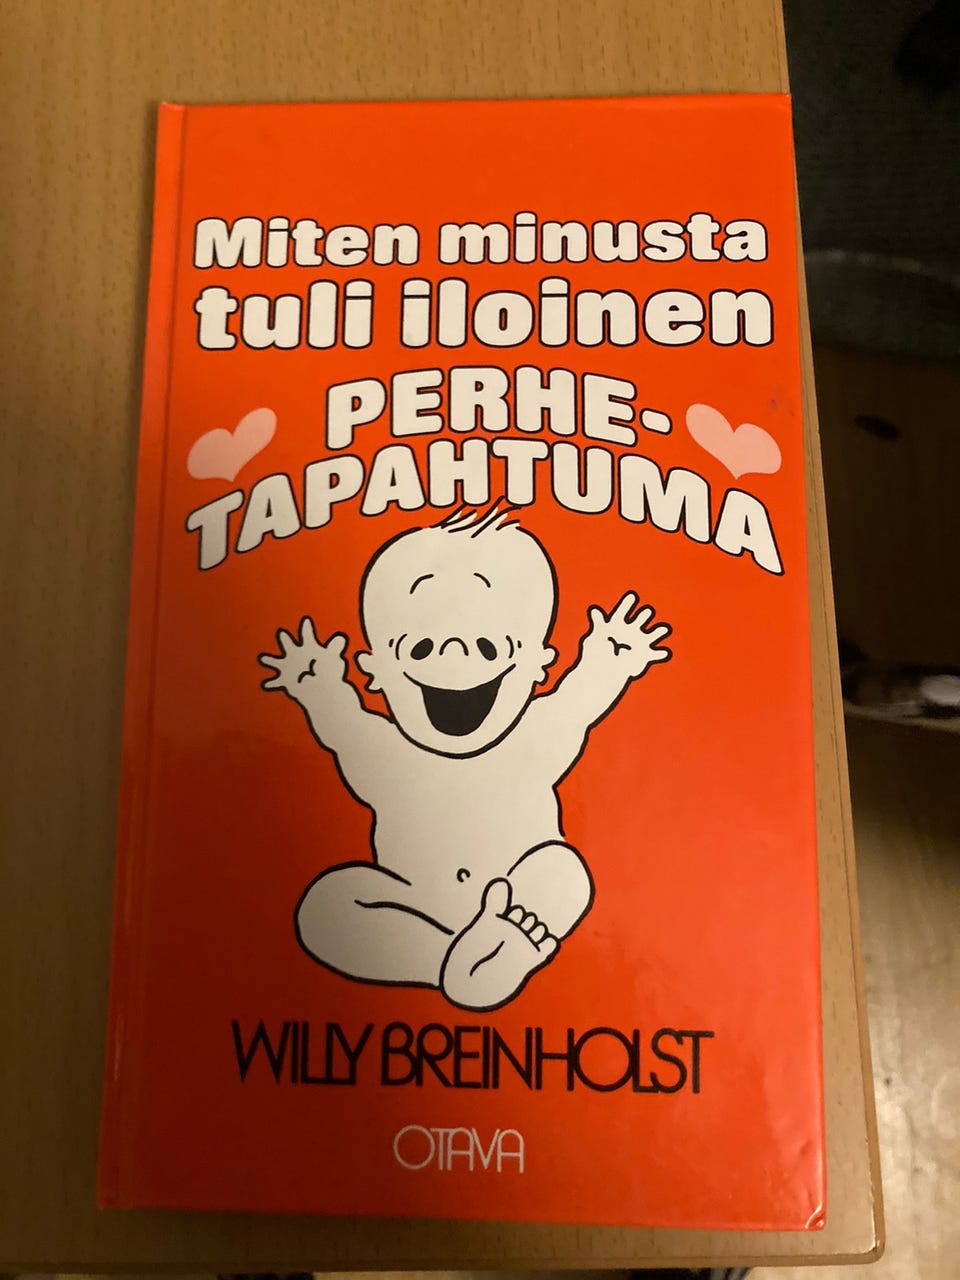 Miten minusta
tuli iloinen
PERHE-
TAPAHTUMA
WILLY BREINHOLST
OTAVA